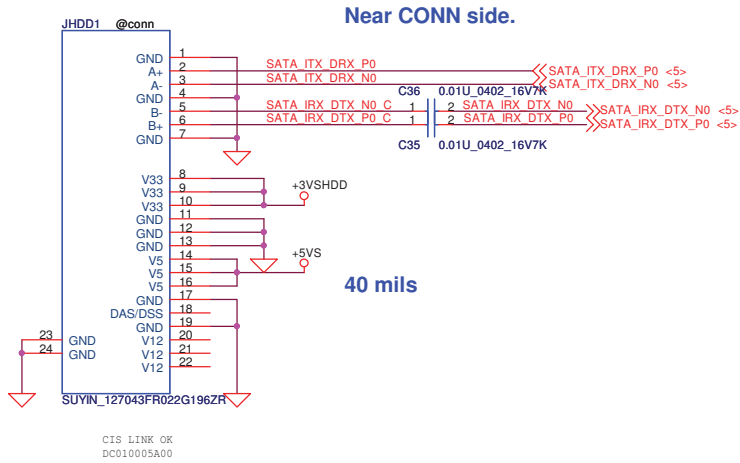 Near CONN side.
JHDD1 @conn
GND 1
A+ 2 SATA_ITX_DRX_P0 SATA_ITX_DRX_P0 <5>
A- 3 SATA_ITX_DRX_N0 SATA_ITX_DRX_N0 <5>
GND 4 C36 0.01U_0402_16V7K
B- 5 SATA_IRX_DTX_N0_C 1 2 SATA_IRX_DTX_N0 SATA_IRX_DTX_N0 <5>
B+ 6 SATA_IRX_DTX_P0_C 1 2 SATA_IRX_DTX_P0 SATA_IRX_DTX_P0 <5>
GND 7 C35 0.01U_0402_16V7K
V33 8
V33 9 +3VSHDD
V33 10
GND 11
GND 12
GND 13
V5 14 +5VS
V5 15
V5 16 40 mils
GND 17
DAS/DSS 18
GND 19
23 GND V12 20
24 GND V12 21
V12 22
SUYIN_127043FR022G196ZR
CIS LINK OK
DC010005A00